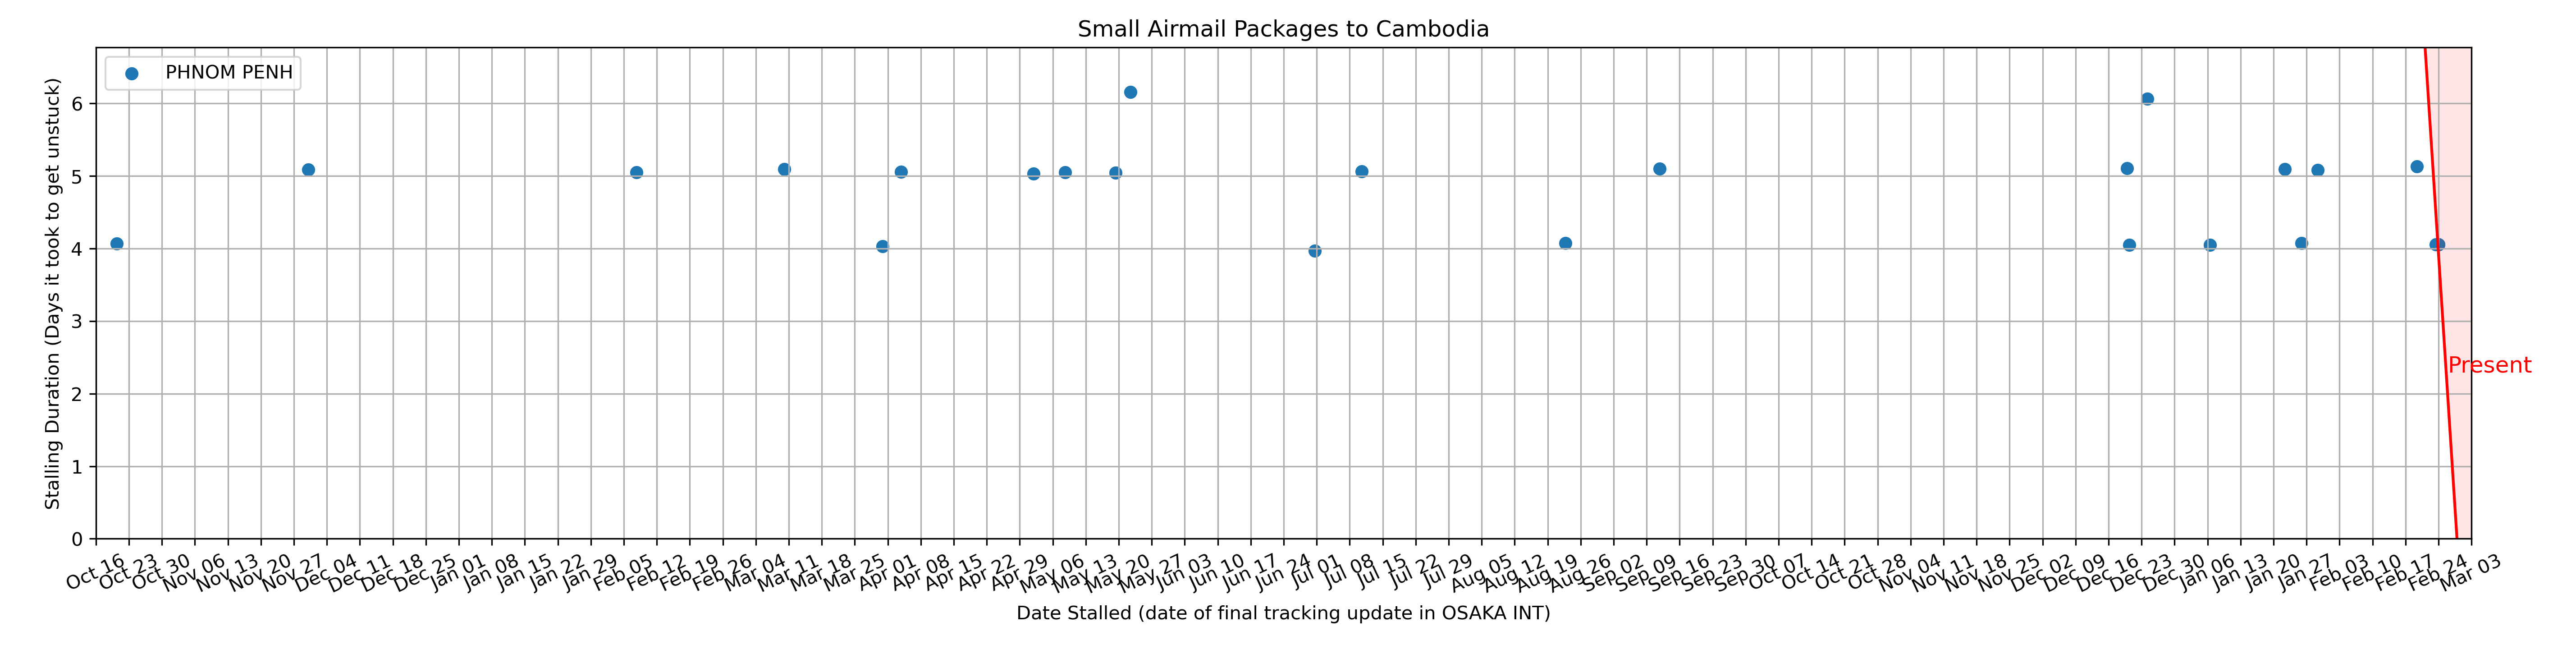 Small Airmail Packages to Cambodia
PHNOM PENH
Stalling Duration (Days it took to get unstuck)
6
5
4
3
2
1
0
Present
Oct 16
Oct 23
Oct 30
Nov 06
Nov 13
Nov 20
Nov 27
Dec 04
Dec 11
Dec 18
Dec 25
Jan 01
Jan 08
Jan 15
Jan 22
Jan 29
Feb 05
Feb 12
Feb 19
Feb 26
Mar 04
Mar 11
Mar 18
Mar 25
Apr 01
Apr 08
Apr 15
Apr 22
Apr 29
May 06
May 13
May 20
May 27
Jun 03
Jun 10
Jun 17
Jun 24
Jul 01
Jul 08
Jul 15
Jul 22
Jul 29
Aug 05
Aug 12
Aug 19
Aug 26
Sep 02
Sep 09
Sep 16
Sep 23
Sep 30
Oct 07
Oct 14
Oct 21
Oct 28
Nov 04
Nov 11
Nov 18
Nov 25
Dec 02
Dec 09
Dec 16
Dec 23
Dec 30
Jan 06
Jan 13
Jan 20
Jan 27
Feb 03
Feb 10
Feb 17
Feb 24
Mar 03
Date Stalled (date of final tracking update in OSAKA INT)